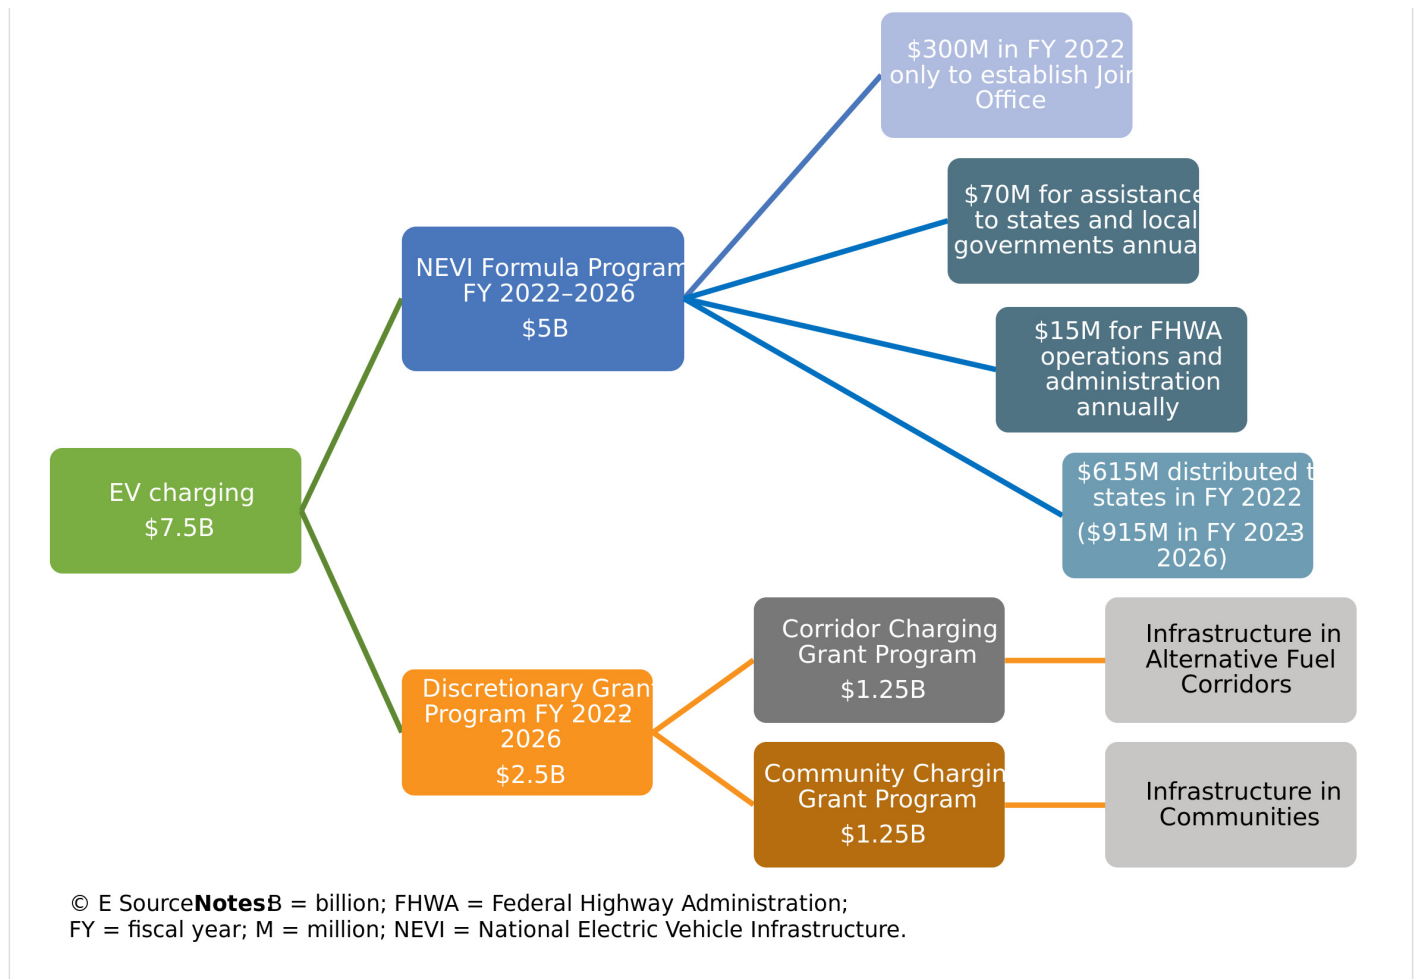 $300M in FY 2022
only to establish Join
Office
$70M for assistance
to states and local
governments annua
NEVI Formula Program
FY 2022–2026
$5B
$15M for FHWA
operations and
administration
annually
$615M distributed t
states in FY 2022
($915M in FY 2023–
2026)
EV charging
$7.5B
Discretionary Grant
Program FY 2022–
2026
$2.5B
Corridor Charging
Grant Program
$1.25B
Infrastructure in
Alternative Fuel
Corridors
Community Chargin
Grant Program
$1.25B
Infrastructure in
Communities
© E Source Notes: B = billion; FHWA = Federal Highway Administration;
FY = fiscal year; M = million; NEVI = National Electric Vehicle Infrastructure.